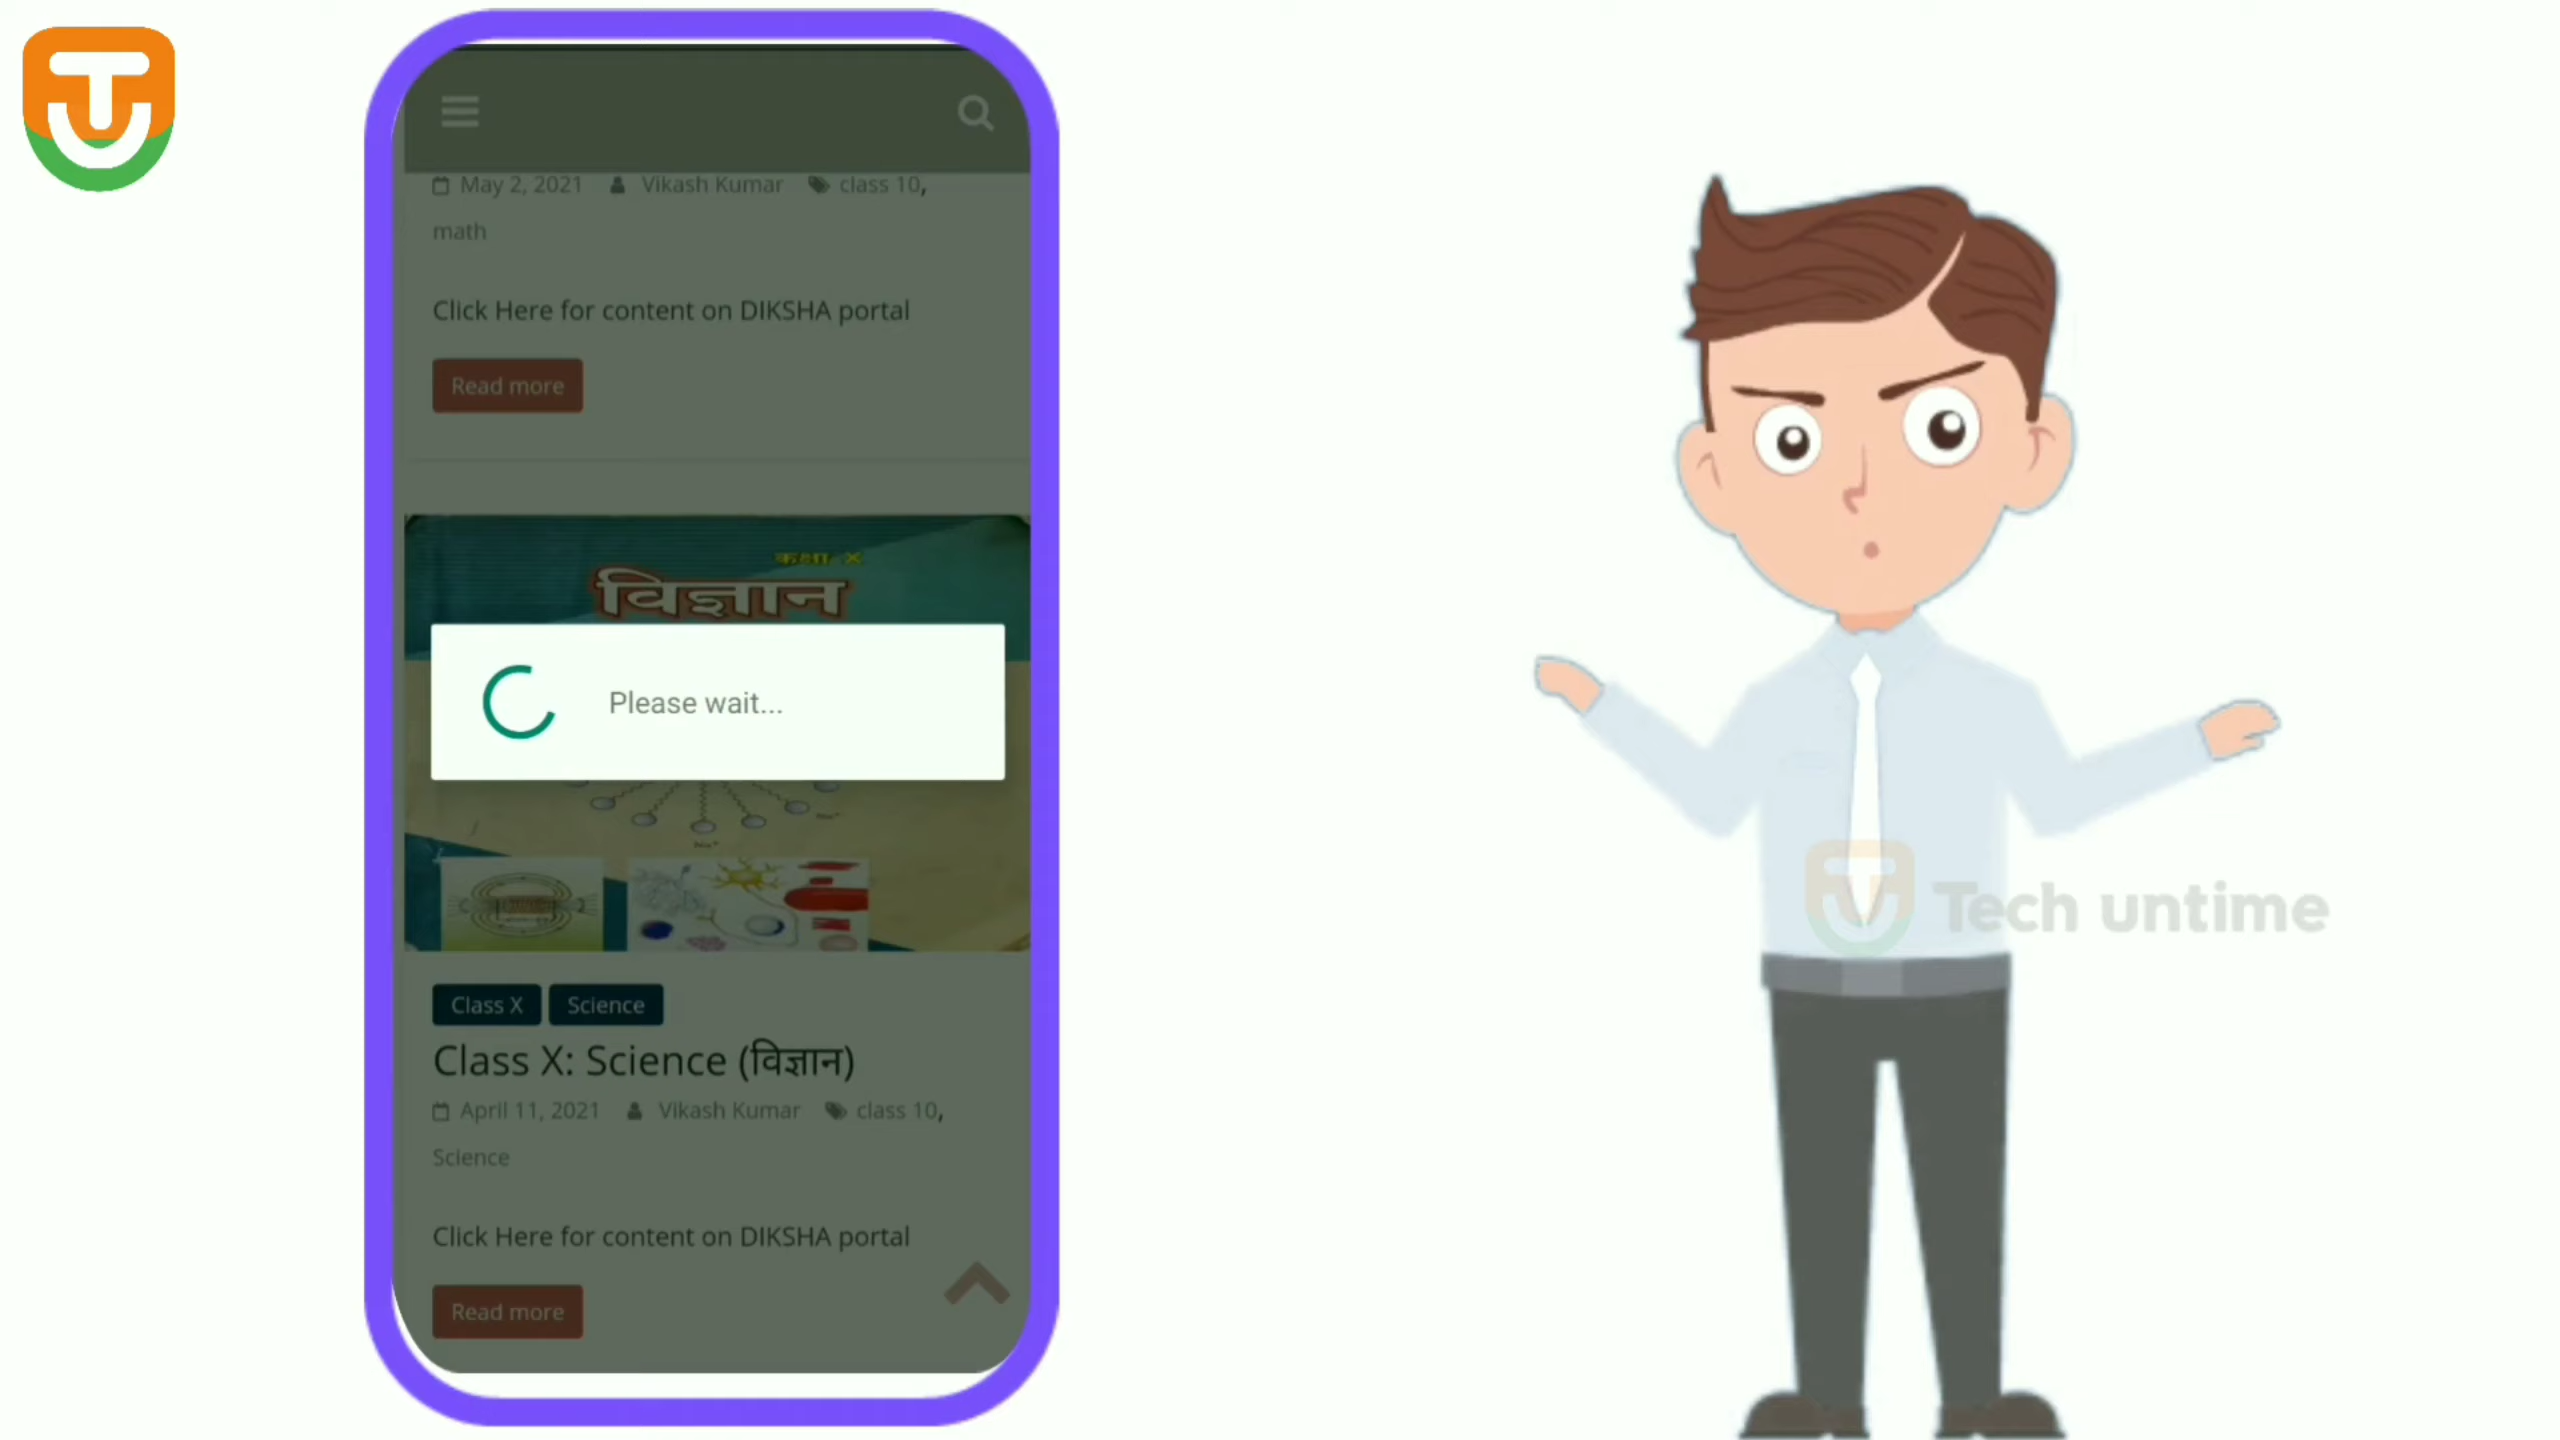 May 2, 2021 Vikash Kumar class 10,
math
Click Here for content on DIKSHA portal
Read more
कक्षा X
विज्ञान
Please wait...
Class X Science
Class X: Science (विज्ञान)
April 11, 2021 Vikash Kumar class 10,
Science
Click Here for content on DIKSHA portal
Read more
Tech untime